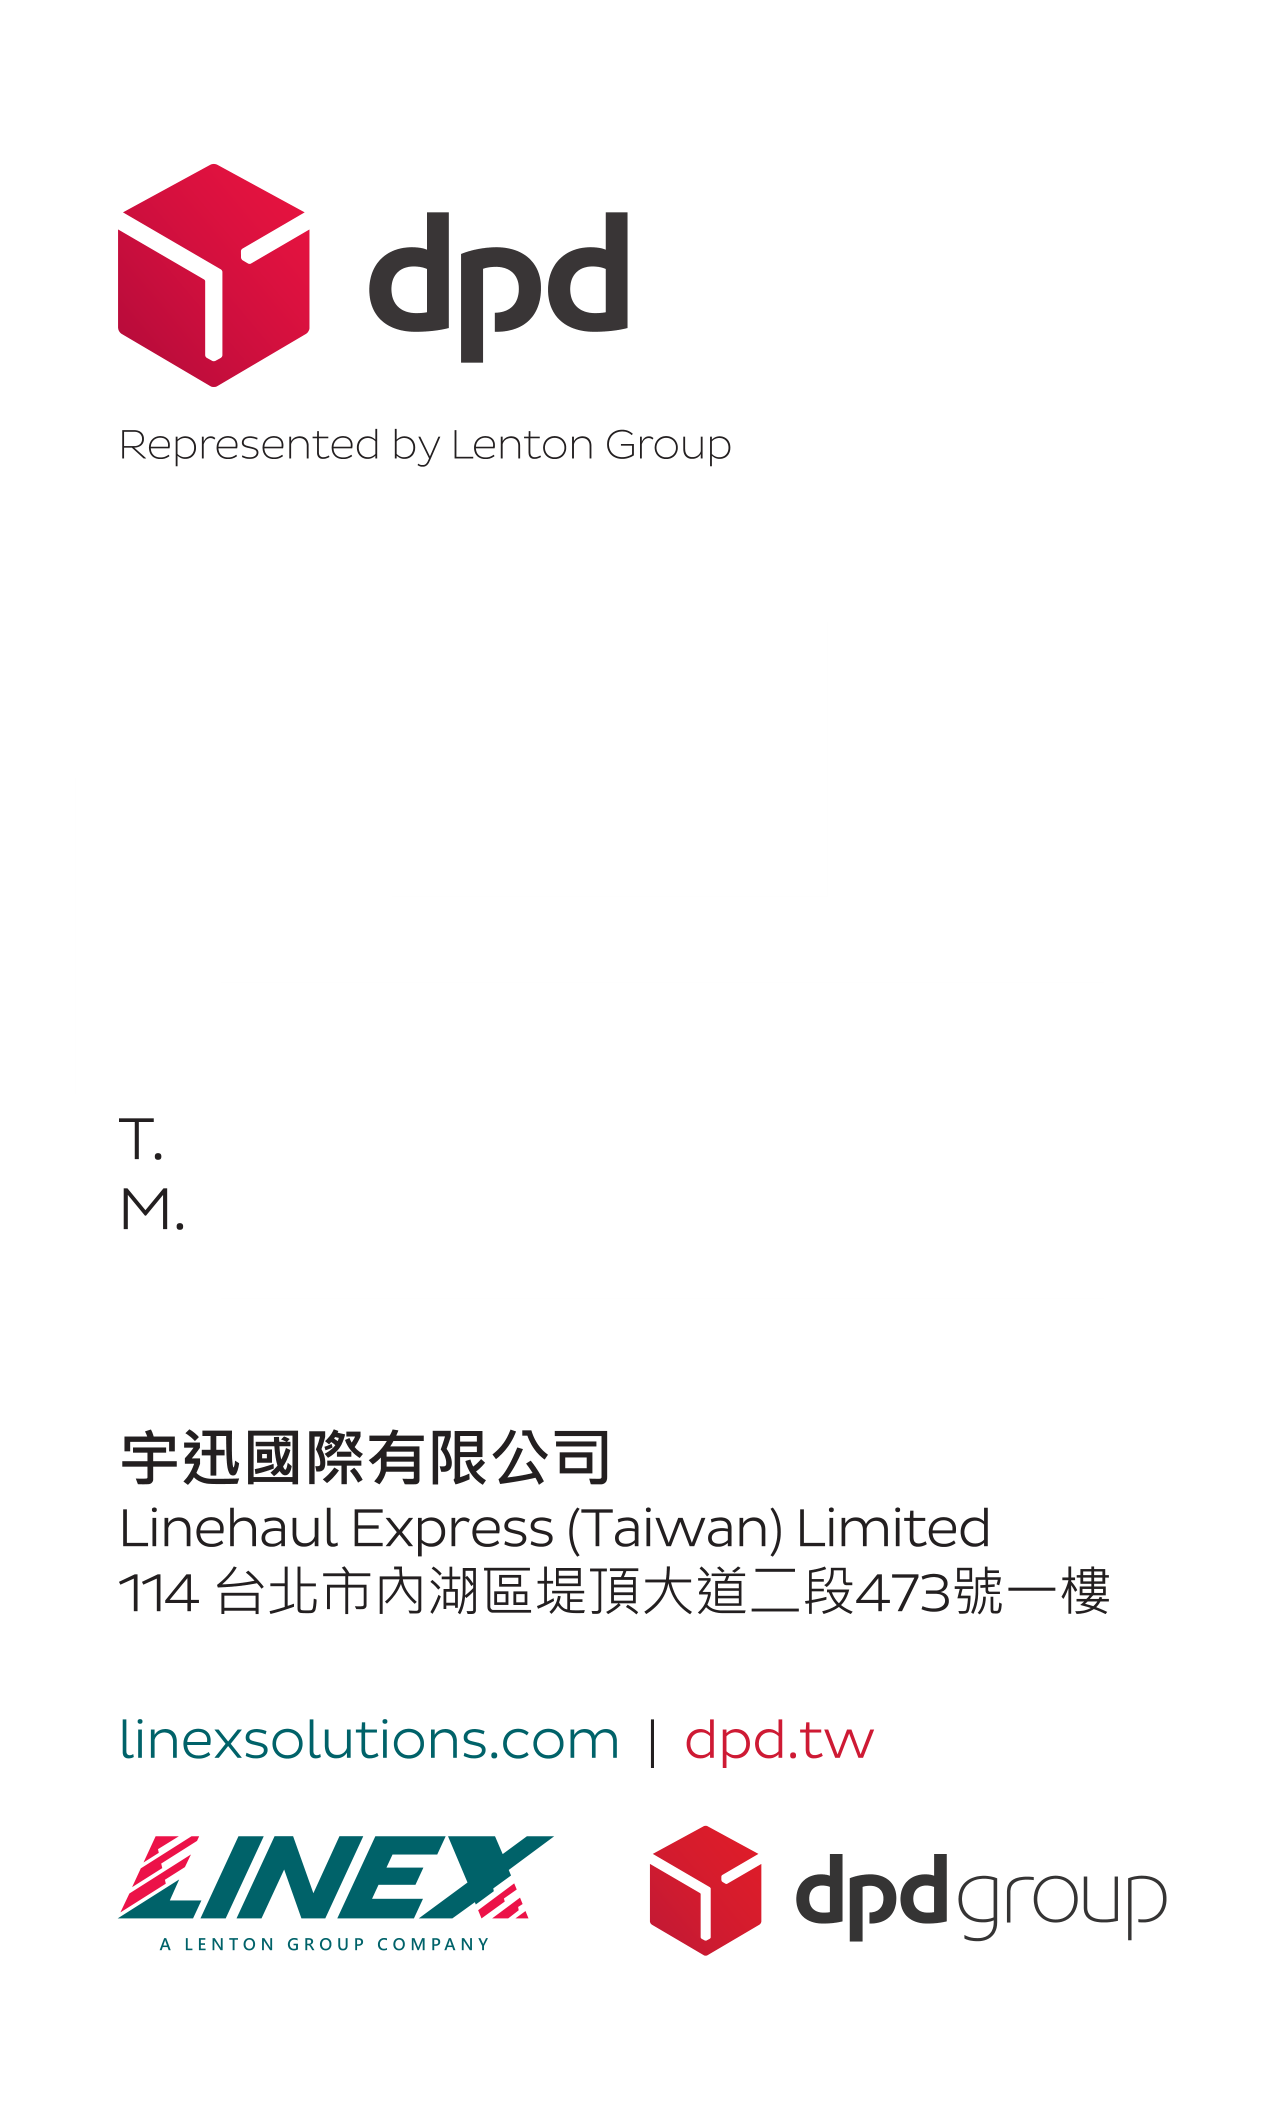 dpd
Represented by Lenton Group
T.
M.
宇迅國際有限公司
Linehaul Express (Taiwan) Limited
114 台北市內湖區堤頂大道二段473號一樓
linexsolutions.com | dpd.tw
LINEX
A LENTON GROUP COMPANY
dpdgroup